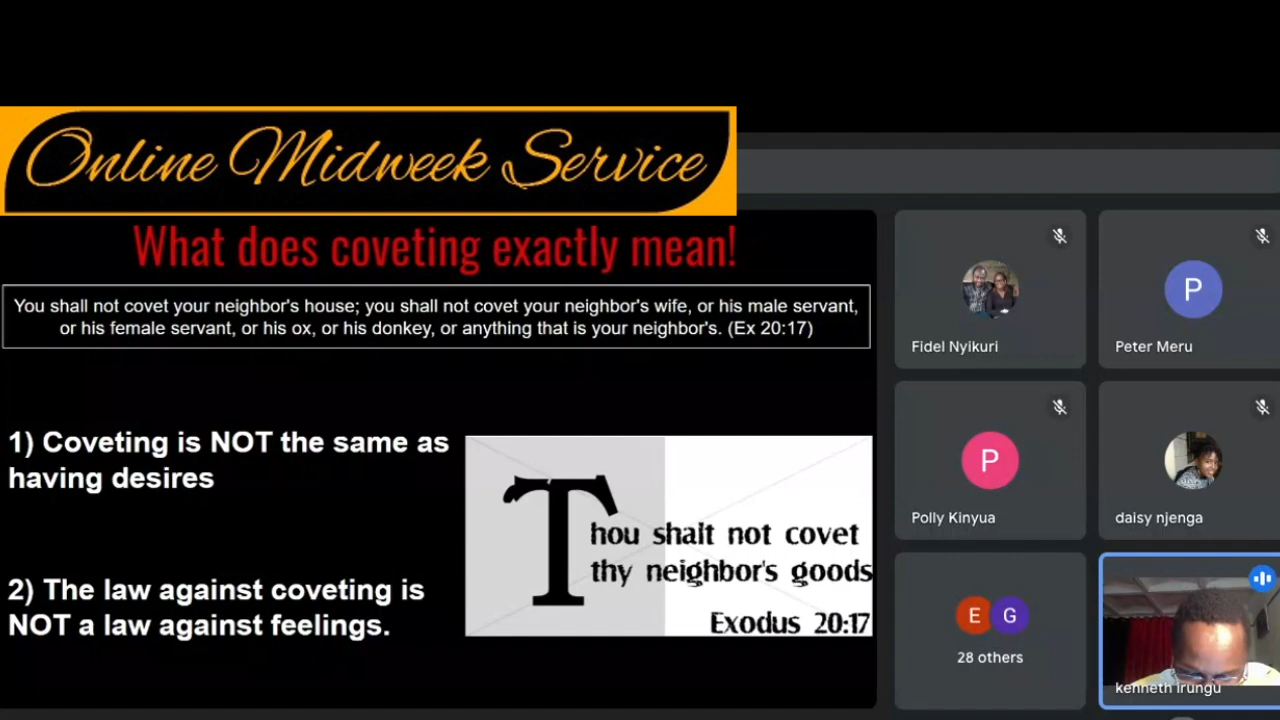 Online Midweek Service
What does coveting exactly mean!
You shall not covet your neighbor's house; you shall not covet your neighbor's wife, or his male servant,
or his female servant, or his ox, or his donkey, or anything that is your neighbor's. (Ex 20:17)
1) Coveting is NOT the same as
having desires
2) The law against coveting is
NOT a law against feelings.
Thou shalt not covet
thy neighbor's goods
Exodus 20:17
Fidel Nyikuri
P
Peter Meru
P
Polly Kinyua
daisy njenga
E G
28 others
kenneth irungu